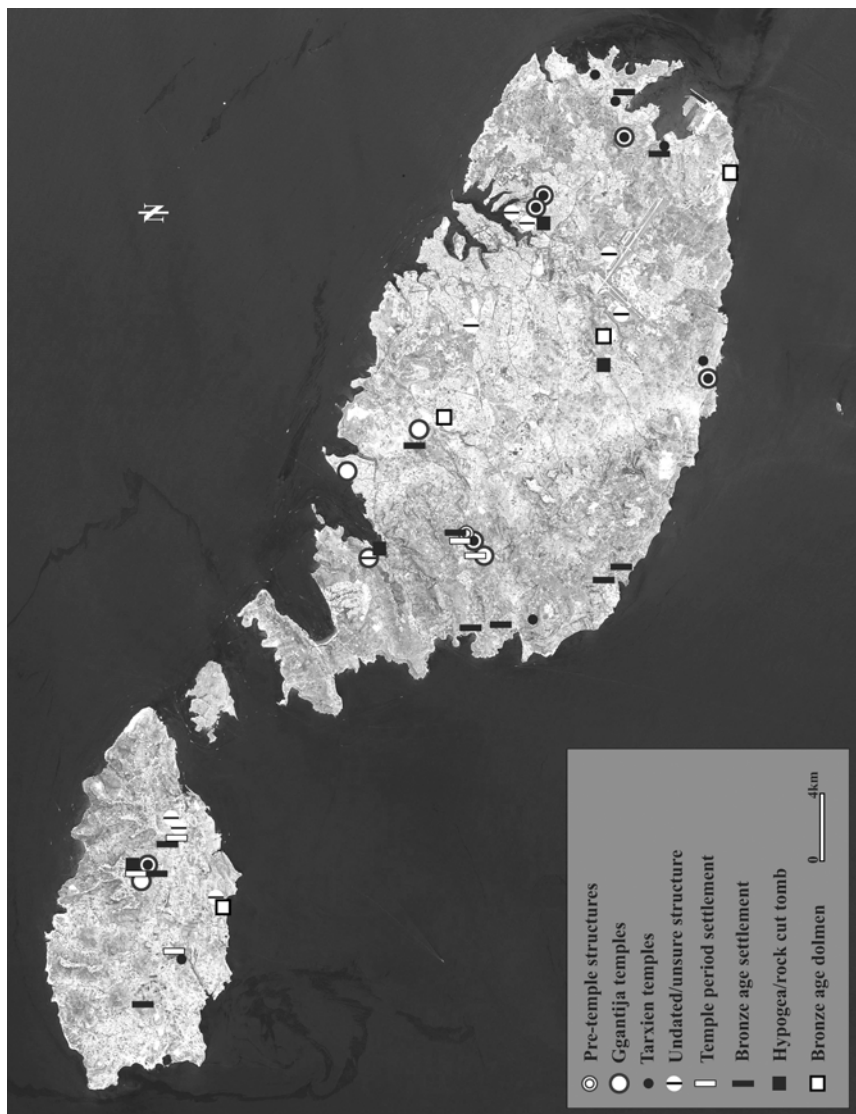 N
Pre-temple structures
Ggantija temples
Tarxien temples
Undated/unsure structure
Temple period settlement
Bronze age settlement
Hypogea/rock cut tomb
Bronze age dolmen
0 4km